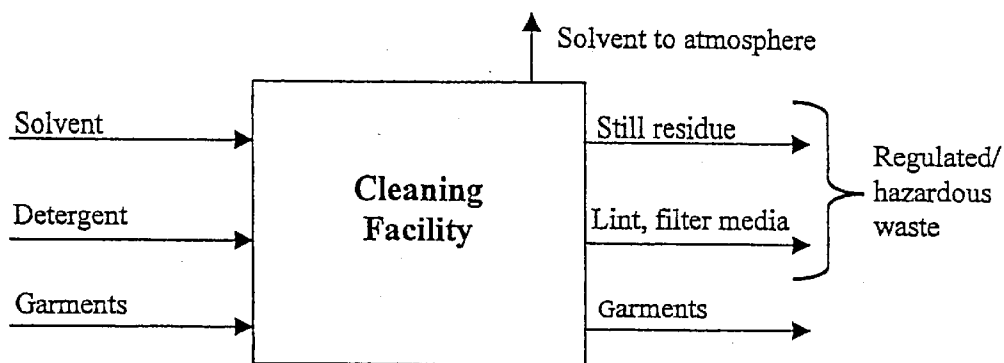 Solvent to atmosphere
Solvent
Detergent
Garments
Cleaning
Facility
Still residue
Lint, filter media
Garments
Regulated/
hazardous
waste